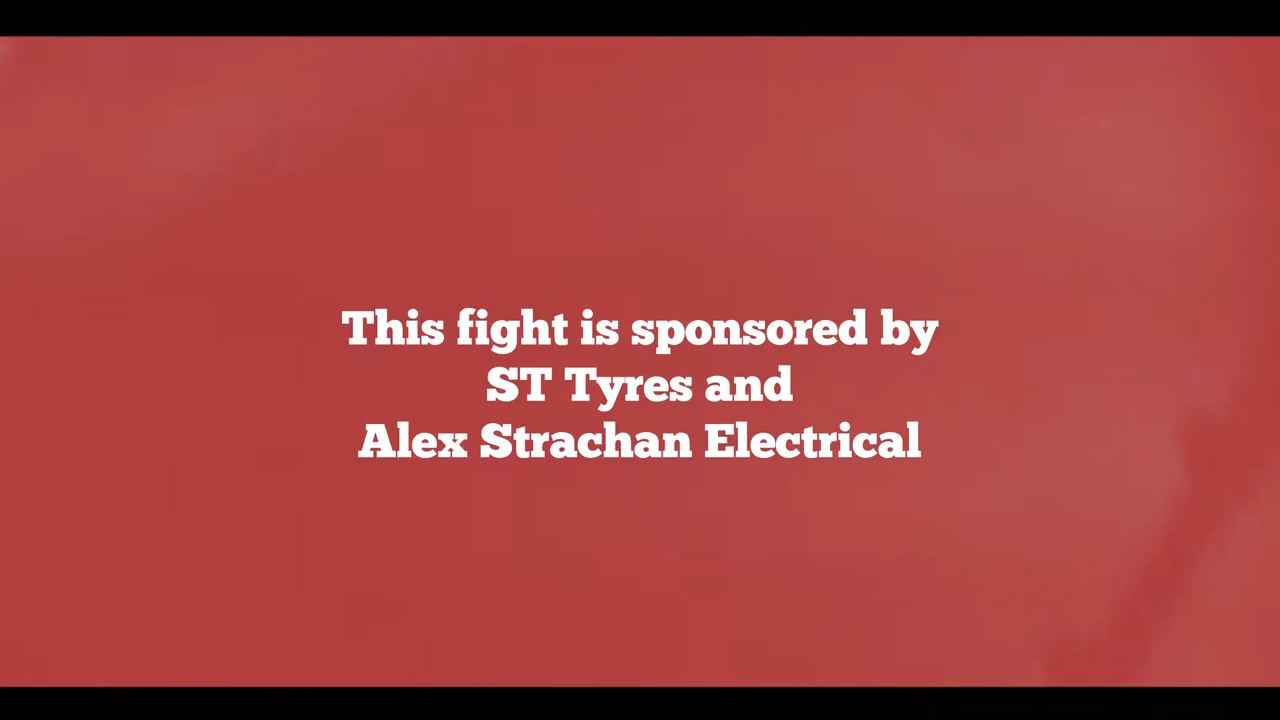 This fight is sponsored by
ST Tyres and
Alex Strachan Electrical